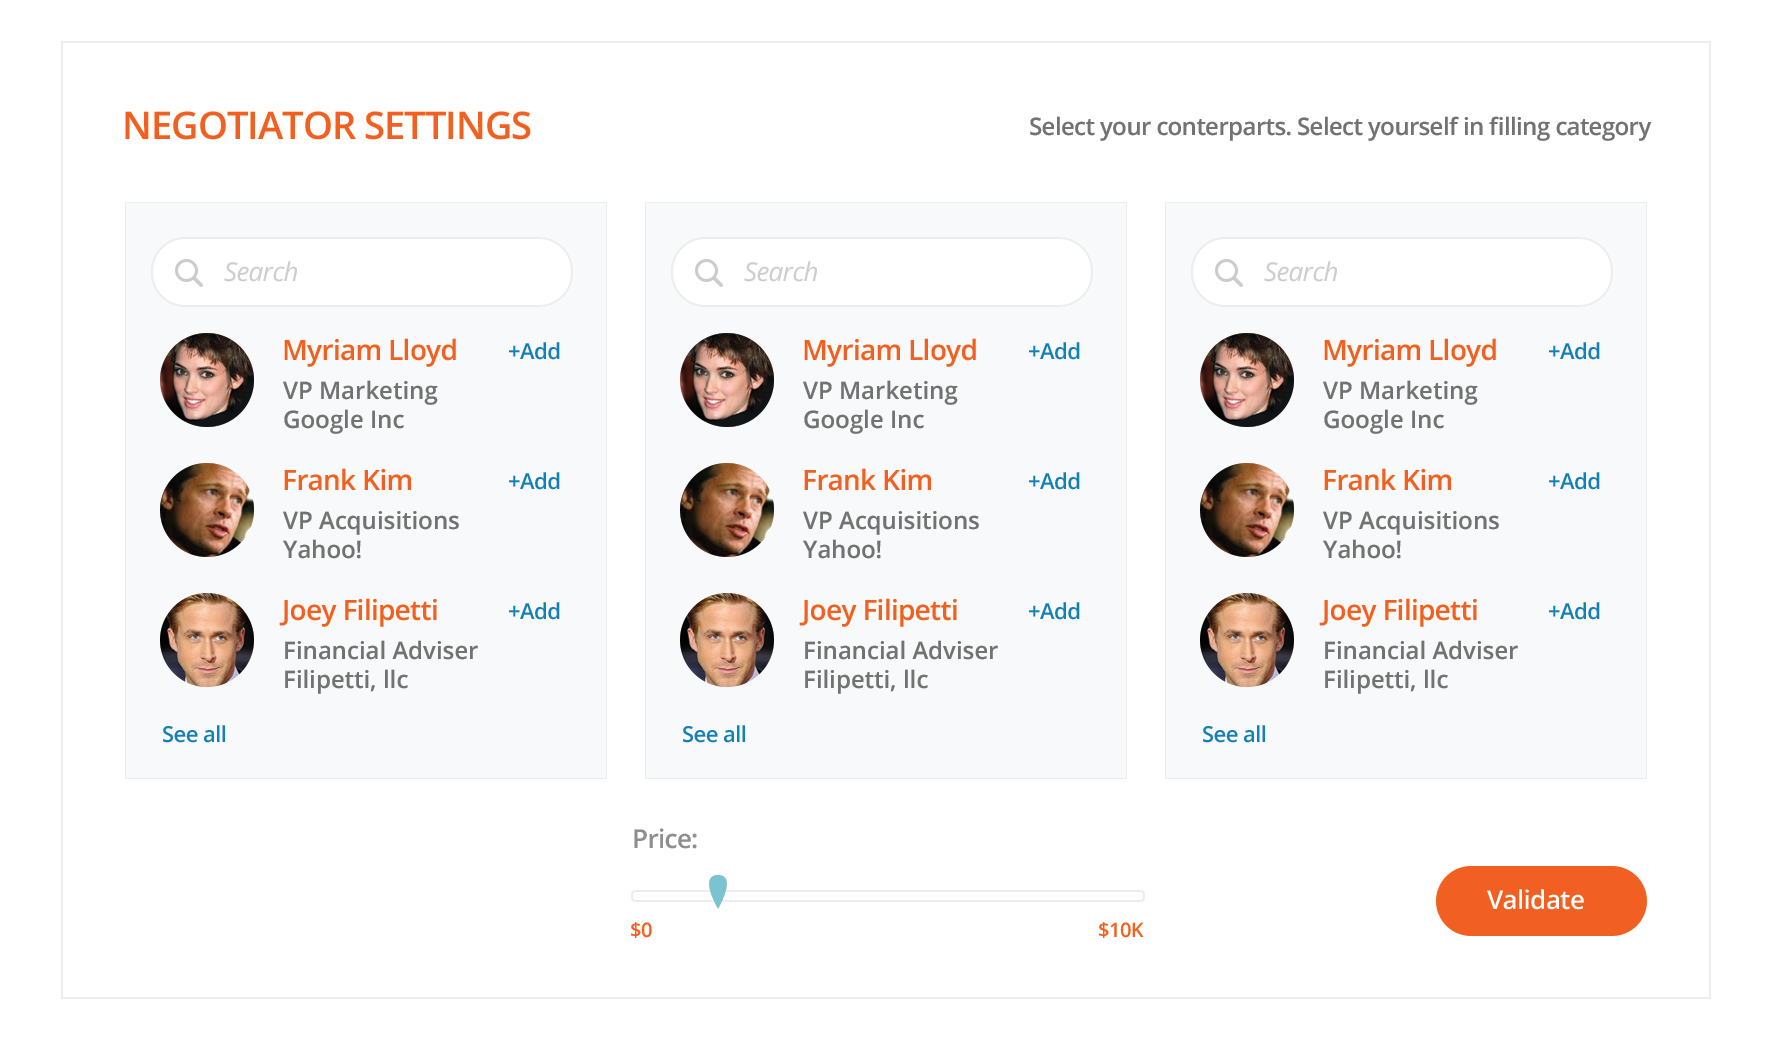 NEGOTIATOR SETTINGS
Select your conterparts. Select yourself in filling category
Search
Myriam Lloyd
+Add
VP Marketing
Google Inc
Frank Kim
+Add
VP Acquisitions
Yahoo!
Joey Filipetti
+Add
Financial Adviser
Filipetti, llc
See all
Search
Myriam Lloyd
+Add
VP Marketing
Google Inc
Frank Kim
+Add
VP Acquisitions
Yahoo!
Joey Filipetti
+Add
Financial Adviser
Filipetti, llc
See all
Search
Myriam Lloyd
+Add
VP Marketing
Google Inc
Frank Kim
+Add
VP Acquisitions
Yahoo!
Joey Filipetti
+Add
Financial Adviser
Filipetti, llc
See all
Price:
$0
$10K
Validate